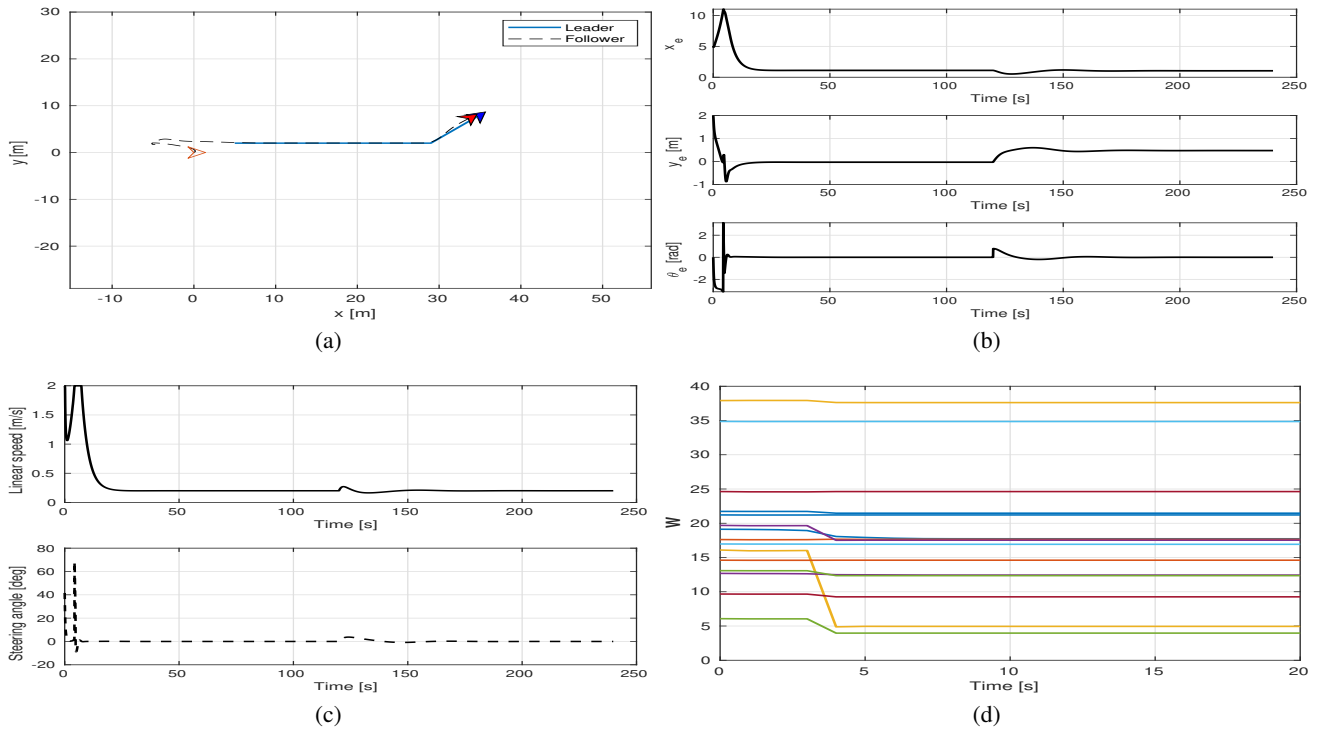 30
20
10
0
-10
-20
y [m]
-10 0 10 20 30 40 50
x [m]
Leader
Follower
(a)
10
5
0
x_e
0 50 100 150 200 250
Time [s]
2
1
0
-1
y_e [m]
0 50 100 150 200 250
Time [s]
2
0
-2
θ_e [rad]
0 50 100 150 200 250
Time [s]
(b)
2
1.5
1
0.5
0
Linear speed [m/s]
0 50 100 150 200 250
Time [s]
80
60
40
20
0
-20
Steering angle [deg]
0 50 100 150 200 250
Time [s]
(c)
40
35
30
25
20
15
10
5
0
W
0 5 10 15 20
Time [s]
(d)